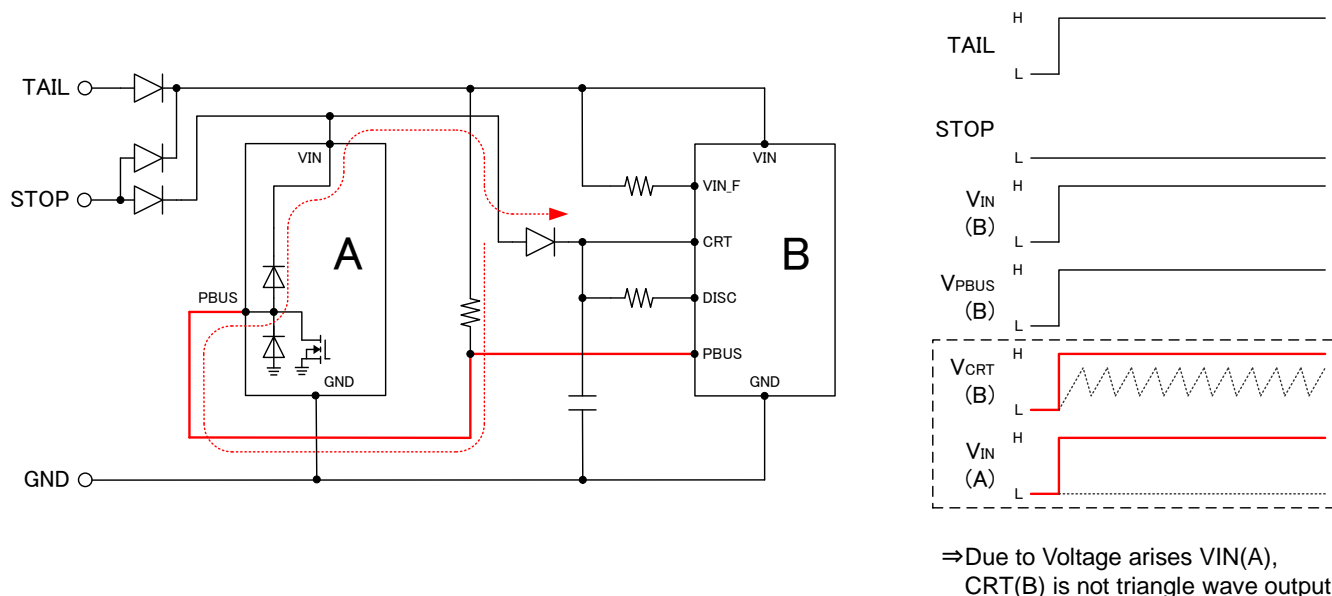 TAIL
STOP
GND
VIN
A
PBUS
GND
VIN
VIN_F
CRT
B
DISC
PBUS
GND
TAIL
H
L
STOP
L
VIN
(B)
H
L
VPBUS
(B)
H
L
VCRT
(B)
H
L
VIN
(A)
H
L
⇒Due to Voltage arises VIN(A),
CRT(B) is not triangle wave output